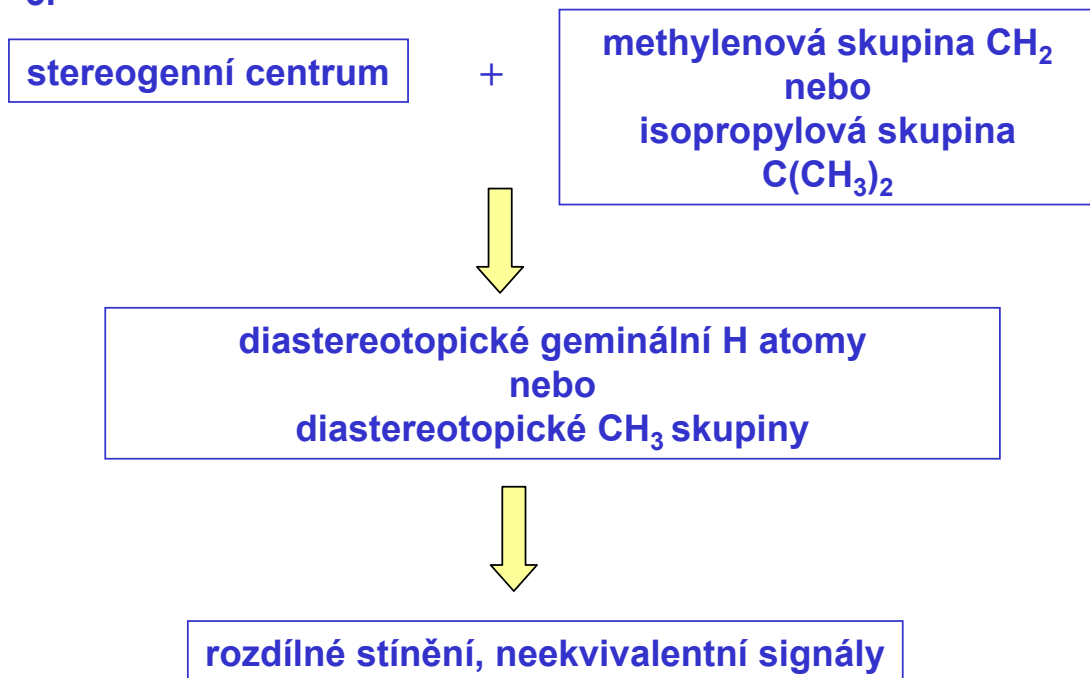 stereogenní centrum
+
methylenová skupina CH₂
nebo
isopropylová skupina
C(CH₃)₂
diastereotopické geminální H atomy
nebo
diastereotopické CH₃ skupiny
rozdílné stínění, neekvivalentní signály